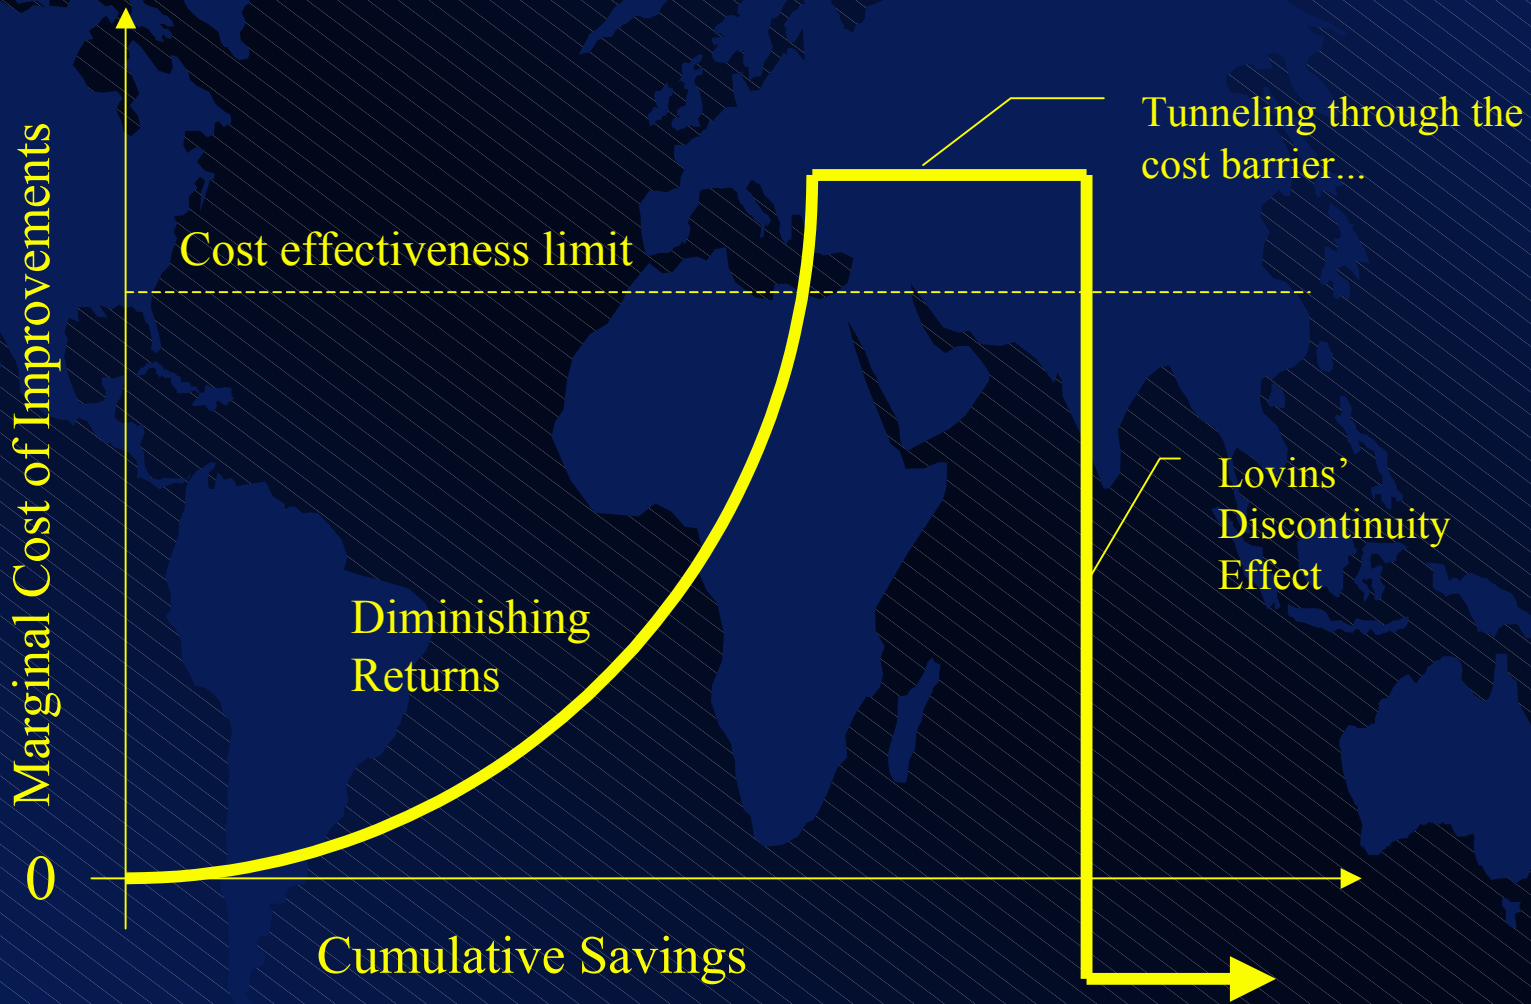 Tunneling through the
cost barrier...
Cost effectiveness limit
Marginal Cost of Improvements
Lovins’
Discontinuity
Effect
Diminishing
Returns
0
Cumulative Savings